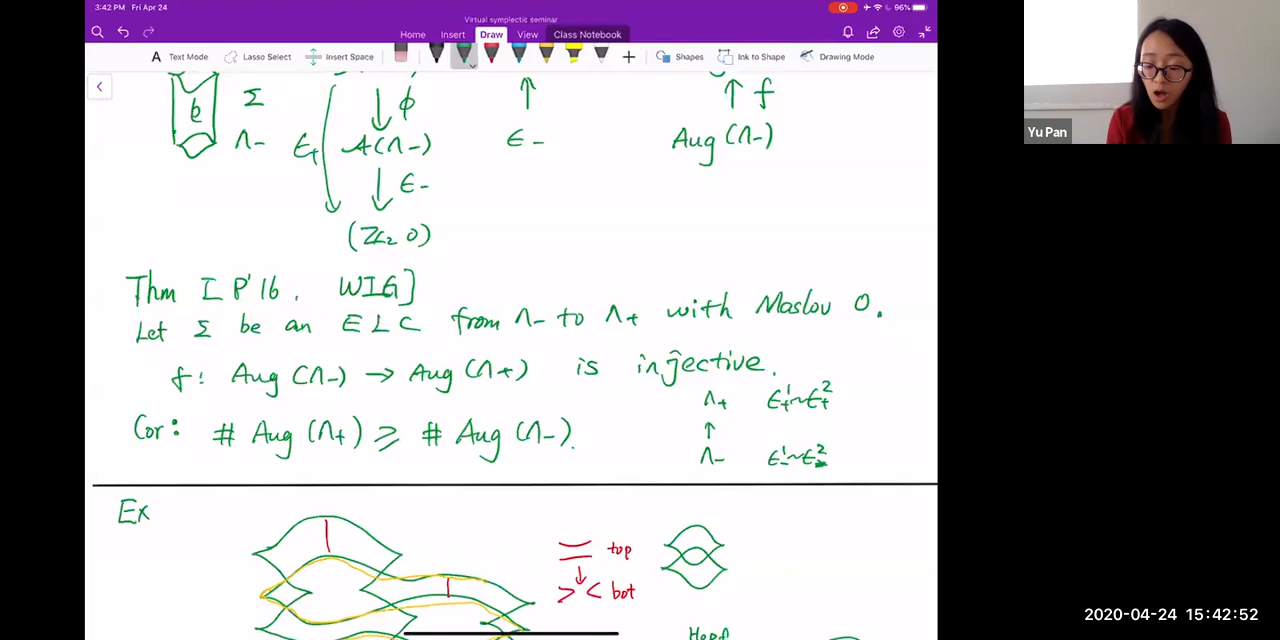 3:42 PM Fri Apr 24
96%
Virtual symplectic seminar
Home Insert Draw View Class Notebook
Text Mode Lasso Select Insert Space Shapes Ink to Shape Drawing Mode
Σ
Λ-
ε+
↓ φ
A(Λ-)
↓ ε-
(ℤ₂ 0)
↑
ε-
↑ f
Aug (Λ-)
Thm [P'16. WIG]
Let Σ be an ELC from Λ- to Λ+ with Maslov 0.
f: Aug (Λ-) → Aug (Λ+) is injective.
Λ+ ε+¹~ε+²
↑
Λ- ε-¹~ε-²
Cor: # Aug (Λ+) ≥ # Aug (Λ-).
Ex
top
↓
> < bot
Hopf
Yu Pan
2020-04-24 15:42:52